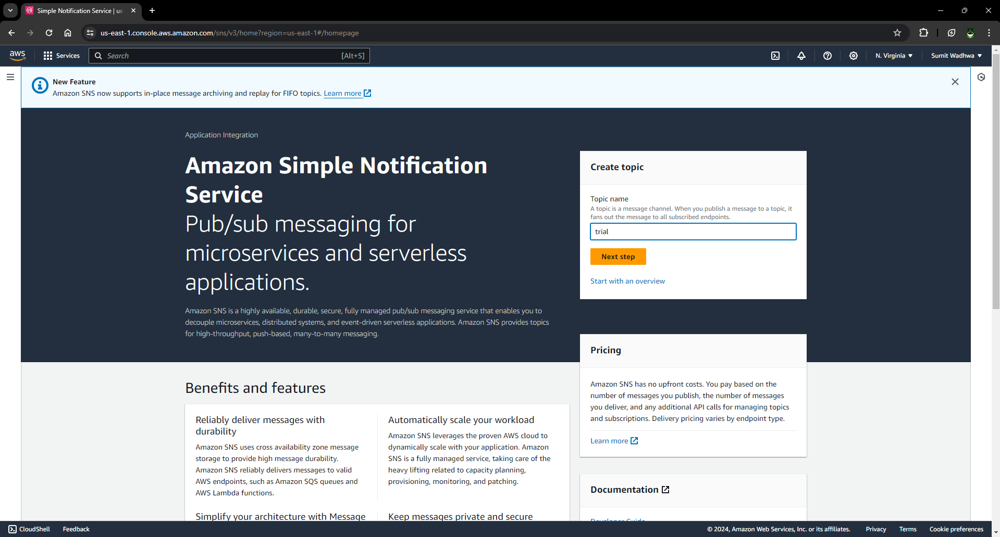 Simple Notification Service | us-
us-east-1.console.aws.amazon.com/sns/v3/home?region=us-east-1#/homepage
aws
Services
Search
[Alt+S]
N. Virginia
Sumit Wadhwa
New Feature
Amazon SNS now supports in-place message archiving and replay for FIFO topics. Learn more
Application Integration
Amazon Simple Notification
Service
Pub/sub messaging for
microservices and serverless
applications.
Amazon SNS is a highly available, durable, secure, fully managed pub/sub messaging service that enables you to
decouple microservices, distributed systems, and event-driven serverless applications. Amazon SNS provides topics
for high-throughput, push-based, many-to-many messaging.
Create topic
Topic name
A topic is a message channel. When you publish a message to a topic, it
fans out the message to all subscribed endpoints.
trial
Next step
Start with an overview
Pricing
Amazon SNS has no upfront costs. You pay based on the
number of messages you publish, the number of messages
you deliver, and any additional API calls for managing topics
and subscriptions. Delivery pricing varies by endpoint type.
Learn more
Benefits and features
Reliably deliver messages with
durability
Amazon SNS uses cross availability zone message
storage to provide high message durability.
Amazon SNS reliably delivers messages to valid
AWS endpoints, such as Amazon SQS queues and
AWS Lambda functions.
Automatically scale your workload
Amazon SNS leverages the proven AWS cloud to
dynamically scale with your application. Amazon
SNS is a fully managed service, taking care of the
heavy lifting related to capacity planning,
provisioning, monitoring, and patching.
Simplify your architecture with Message
Keep messages private and secure
Documentation
Developer Guide
CloudShell
Feedback
© 2024, Amazon Web Services, Inc. or its affiliates.
Privacy
Terms
Cookie preferences